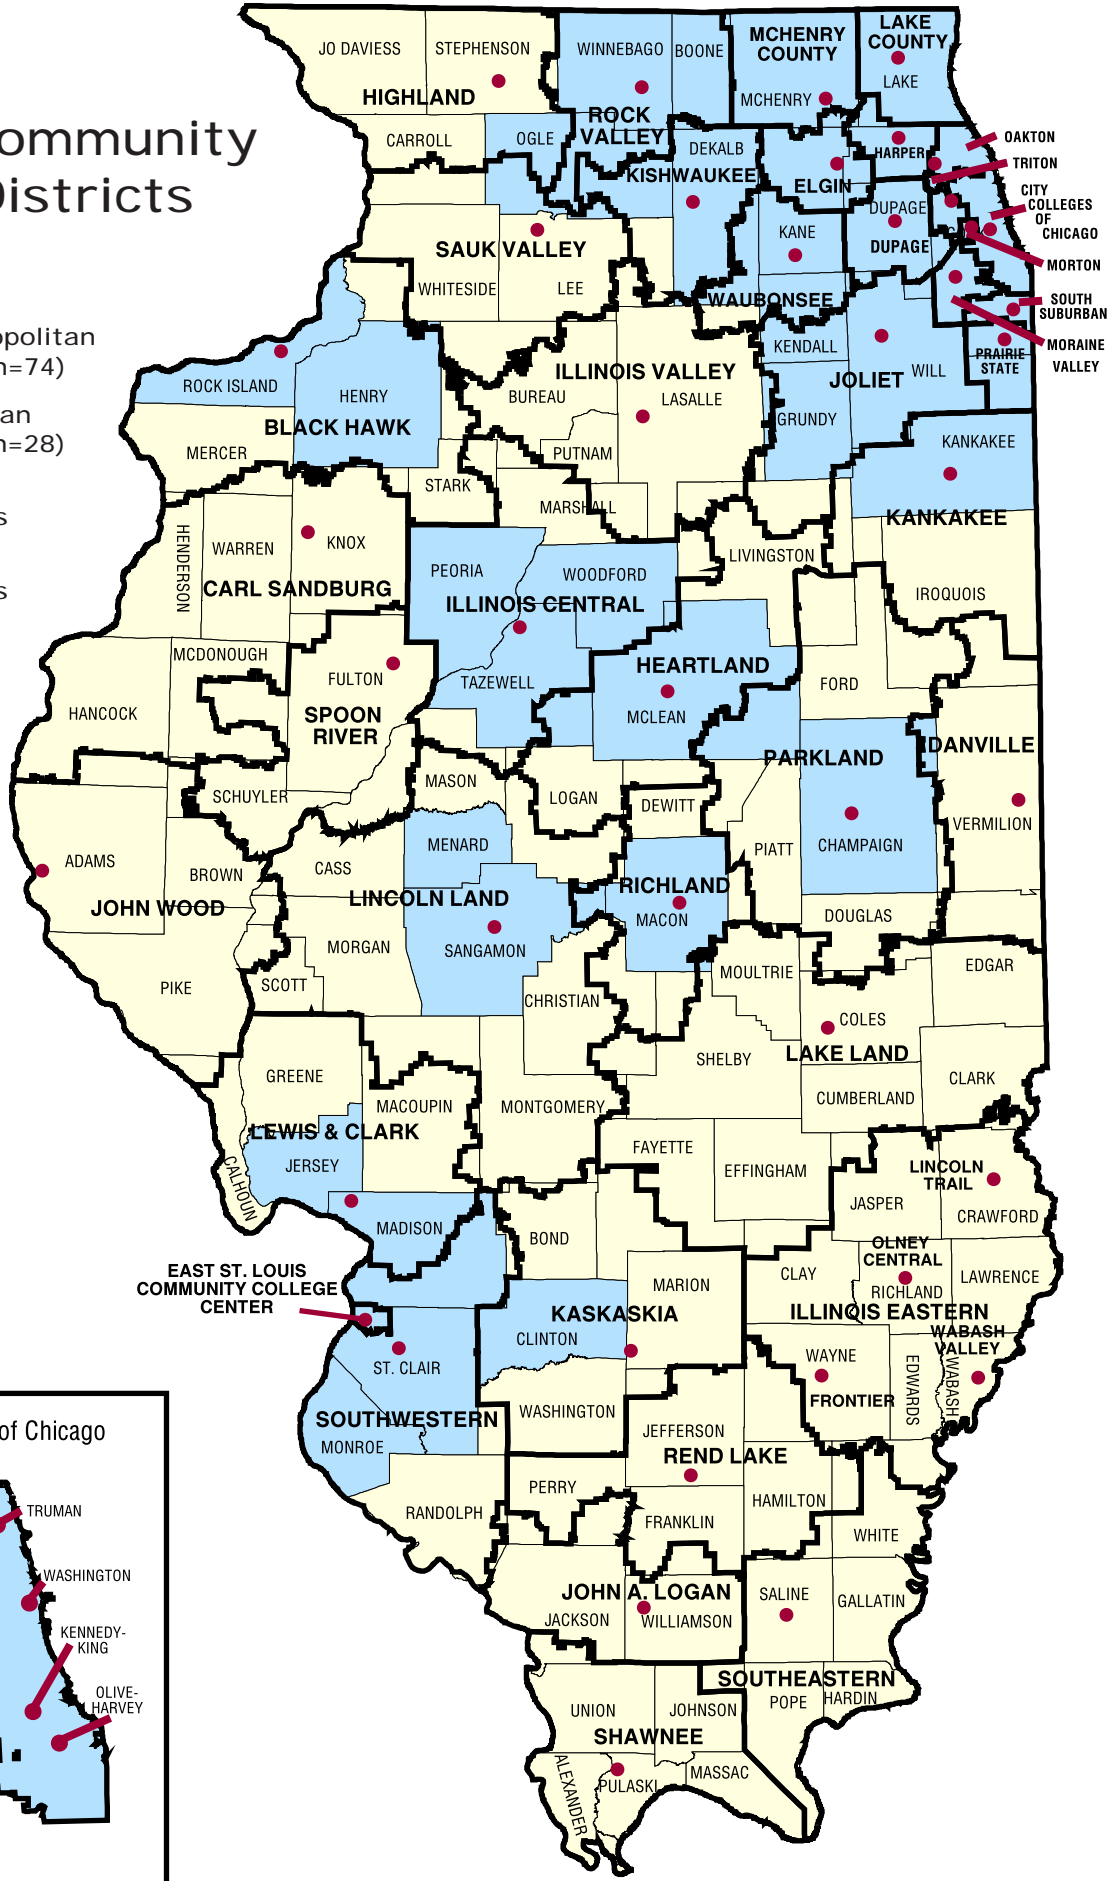 ommunity
Districts
opolitan
n=74)
an
n=28)
s
s
JO DAVIESS
STEPHENSON
WINNEBAGO
BOONE
MCHENRY
COUNTY
LAKE
COUNTY
LAKE
HIGHLAND
MCHENRY
CARROLL
OGLE
ROCK
VALLEY
DEKALB
HARPER
OAKTON
TRITON
KISHWAUKEE
ELGIN
CITY
COLLEGES
OF
CHICAGO
DUPAGE
KANE
DUPAGE
SAUK VALLEY
MORTON
WHITESIDE
LEE
WAUBONSEE
SOUTH
SUBURBAN
KENDALL
MORAINE
VALLEY
PRAIRIE
STATE
ROCK ISLAND
HENRY
ILLINOIS VALLEY
BUREAU
LASALLE
JOLIET
WILL
GRUNDY
BLACK HAWK
MERCER
PUTNAM
KANKAKEE
STARK
MARSHALL
KANKAKEE
HENDERSON
WARREN
KNOX
LIVINGSTON
PEORIA
WOODFORD
CARL SANDBURG
ILLINOIS CENTRAL
IROQUOIS
MCDONOUGH
FULTON
TAZEWELL
HEARTLAND
FORD
HANCOCK
SPOON
RIVER
MCLEAN
DANVILLE
PARKLAND
SCHUYLER
MASON
LOGAN
DEWITT
VERMILION
ADAMS
BROWN
CASS
MENARD
PIATT
CHAMPAIGN
JOHN WOOD
LINCOLN LAND
RICHLAND
MACON
DOUGLAS
MORGAN
SANGAMON
PIKE
SCOTT
CHRISTIAN
MOULTRIE
EDGAR
COLES
SHELBY
LAKE LAND
GREENE
CLARK
MACOUPIN
MONTGOMERY
CUMBERLAND
LEWIS & CLARK
JERSEY
FAYETTE
EFFINGHAM
LINCOLN
TRAIL
CALHOUN
JASPER
CRAWFORD
MADISON
BOND
OLNEY
CENTRAL
EAST ST. LOUIS
COMMUNITY COLLEGE
CENTER
MARION
CLAY
RICHLAND
LAWRENCE
KASKASKIA
ILLINOIS EASTERN
CLINTON
WABASH
VALLEY
ST. CLAIR
WAYNE
EDWARDS
WABASH
FRONTIER
SOUTHWESTERN
WASHINGTON
MONROE
JEFFERSON
REND LAKE
RANDOLPH
PERRY
HAMILTON
FRANKLIN
WHITE
JOHN A. LOGAN
JACKSON
WILLIAMSON
SALINE
GALLATIN
SOUTHEASTERN
UNION
JOHNSON
POPE
HARDIN
SHAWNEE
ALEXANDER
PULASKI
MASSAC
of Chicago
TRUMAN
WASHINGTON
KENNEDY-
KING
OLIVE-
HARVEY